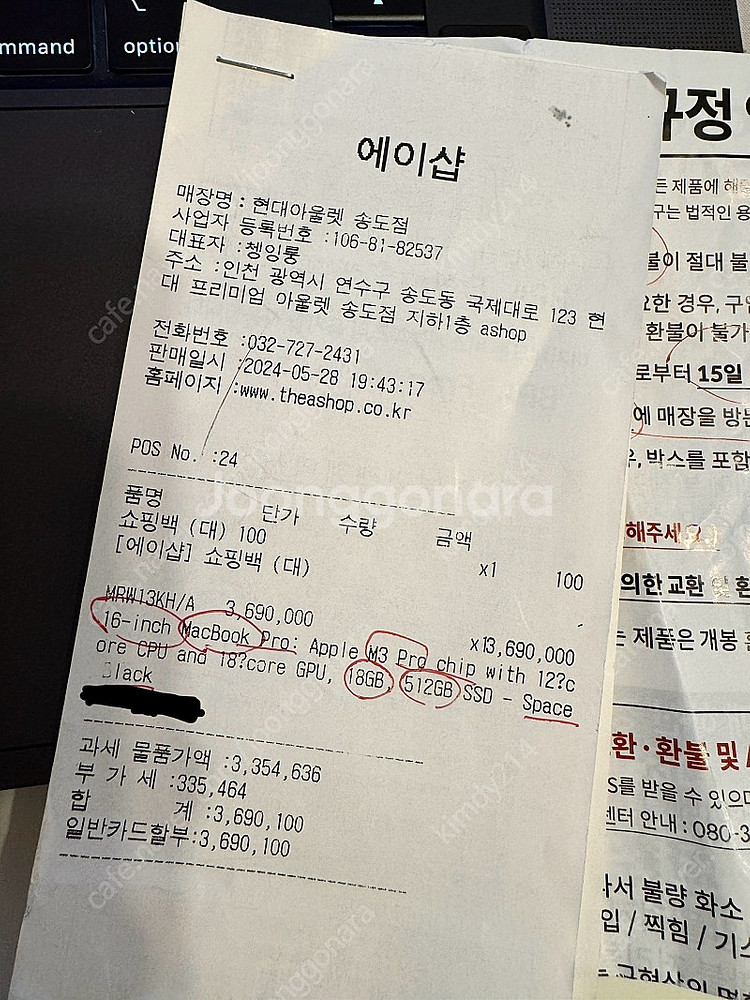 mmand
option
에이샵
매장명 : 현대아울렛 송도점
사업자 등록번호 :106-81-82537
대표자 :쳉잉룽
주소 :인천 광역시 연수구 송도동 국제대로 123 현
대 프리미엄 아울렛 송도점 지하1층 ashop
전화번호 :032-727-2431
판매일시 :2024-05-28 19:43:17
홈페이지 :www.theashop.co.kr
POS No. :24
품명 단가 수량 금액
쇼핑백 (대) 100 x1 100
[에이샵] 쇼핑백 (대)
MRW13KH/A 3,690,000 x13,690,000
16-inch MacBook Pro: Apple M3 Pro chip with 12?c
ore CPU and 18?core GPU, 18GB, 512GB SSD - Space
Black
과세 물품가액 :3,354,636
부 가 세 :335,464
합 계 :3,690,100
일반카드할부:3,690,100
Joonggonara
규정
든 제품에
구는 법적인
불이 절대 불
요한 경우,
환불이 불가
로부터 15일
에 매장을 방문
박스를 포함
해주세요
의한 교환 및 환
는 제품은 개봉
환·환불 및
S를 받을 수 있으
센터 안내 : 080-3
서 불량 화소
입 / 찍힘 / 기스